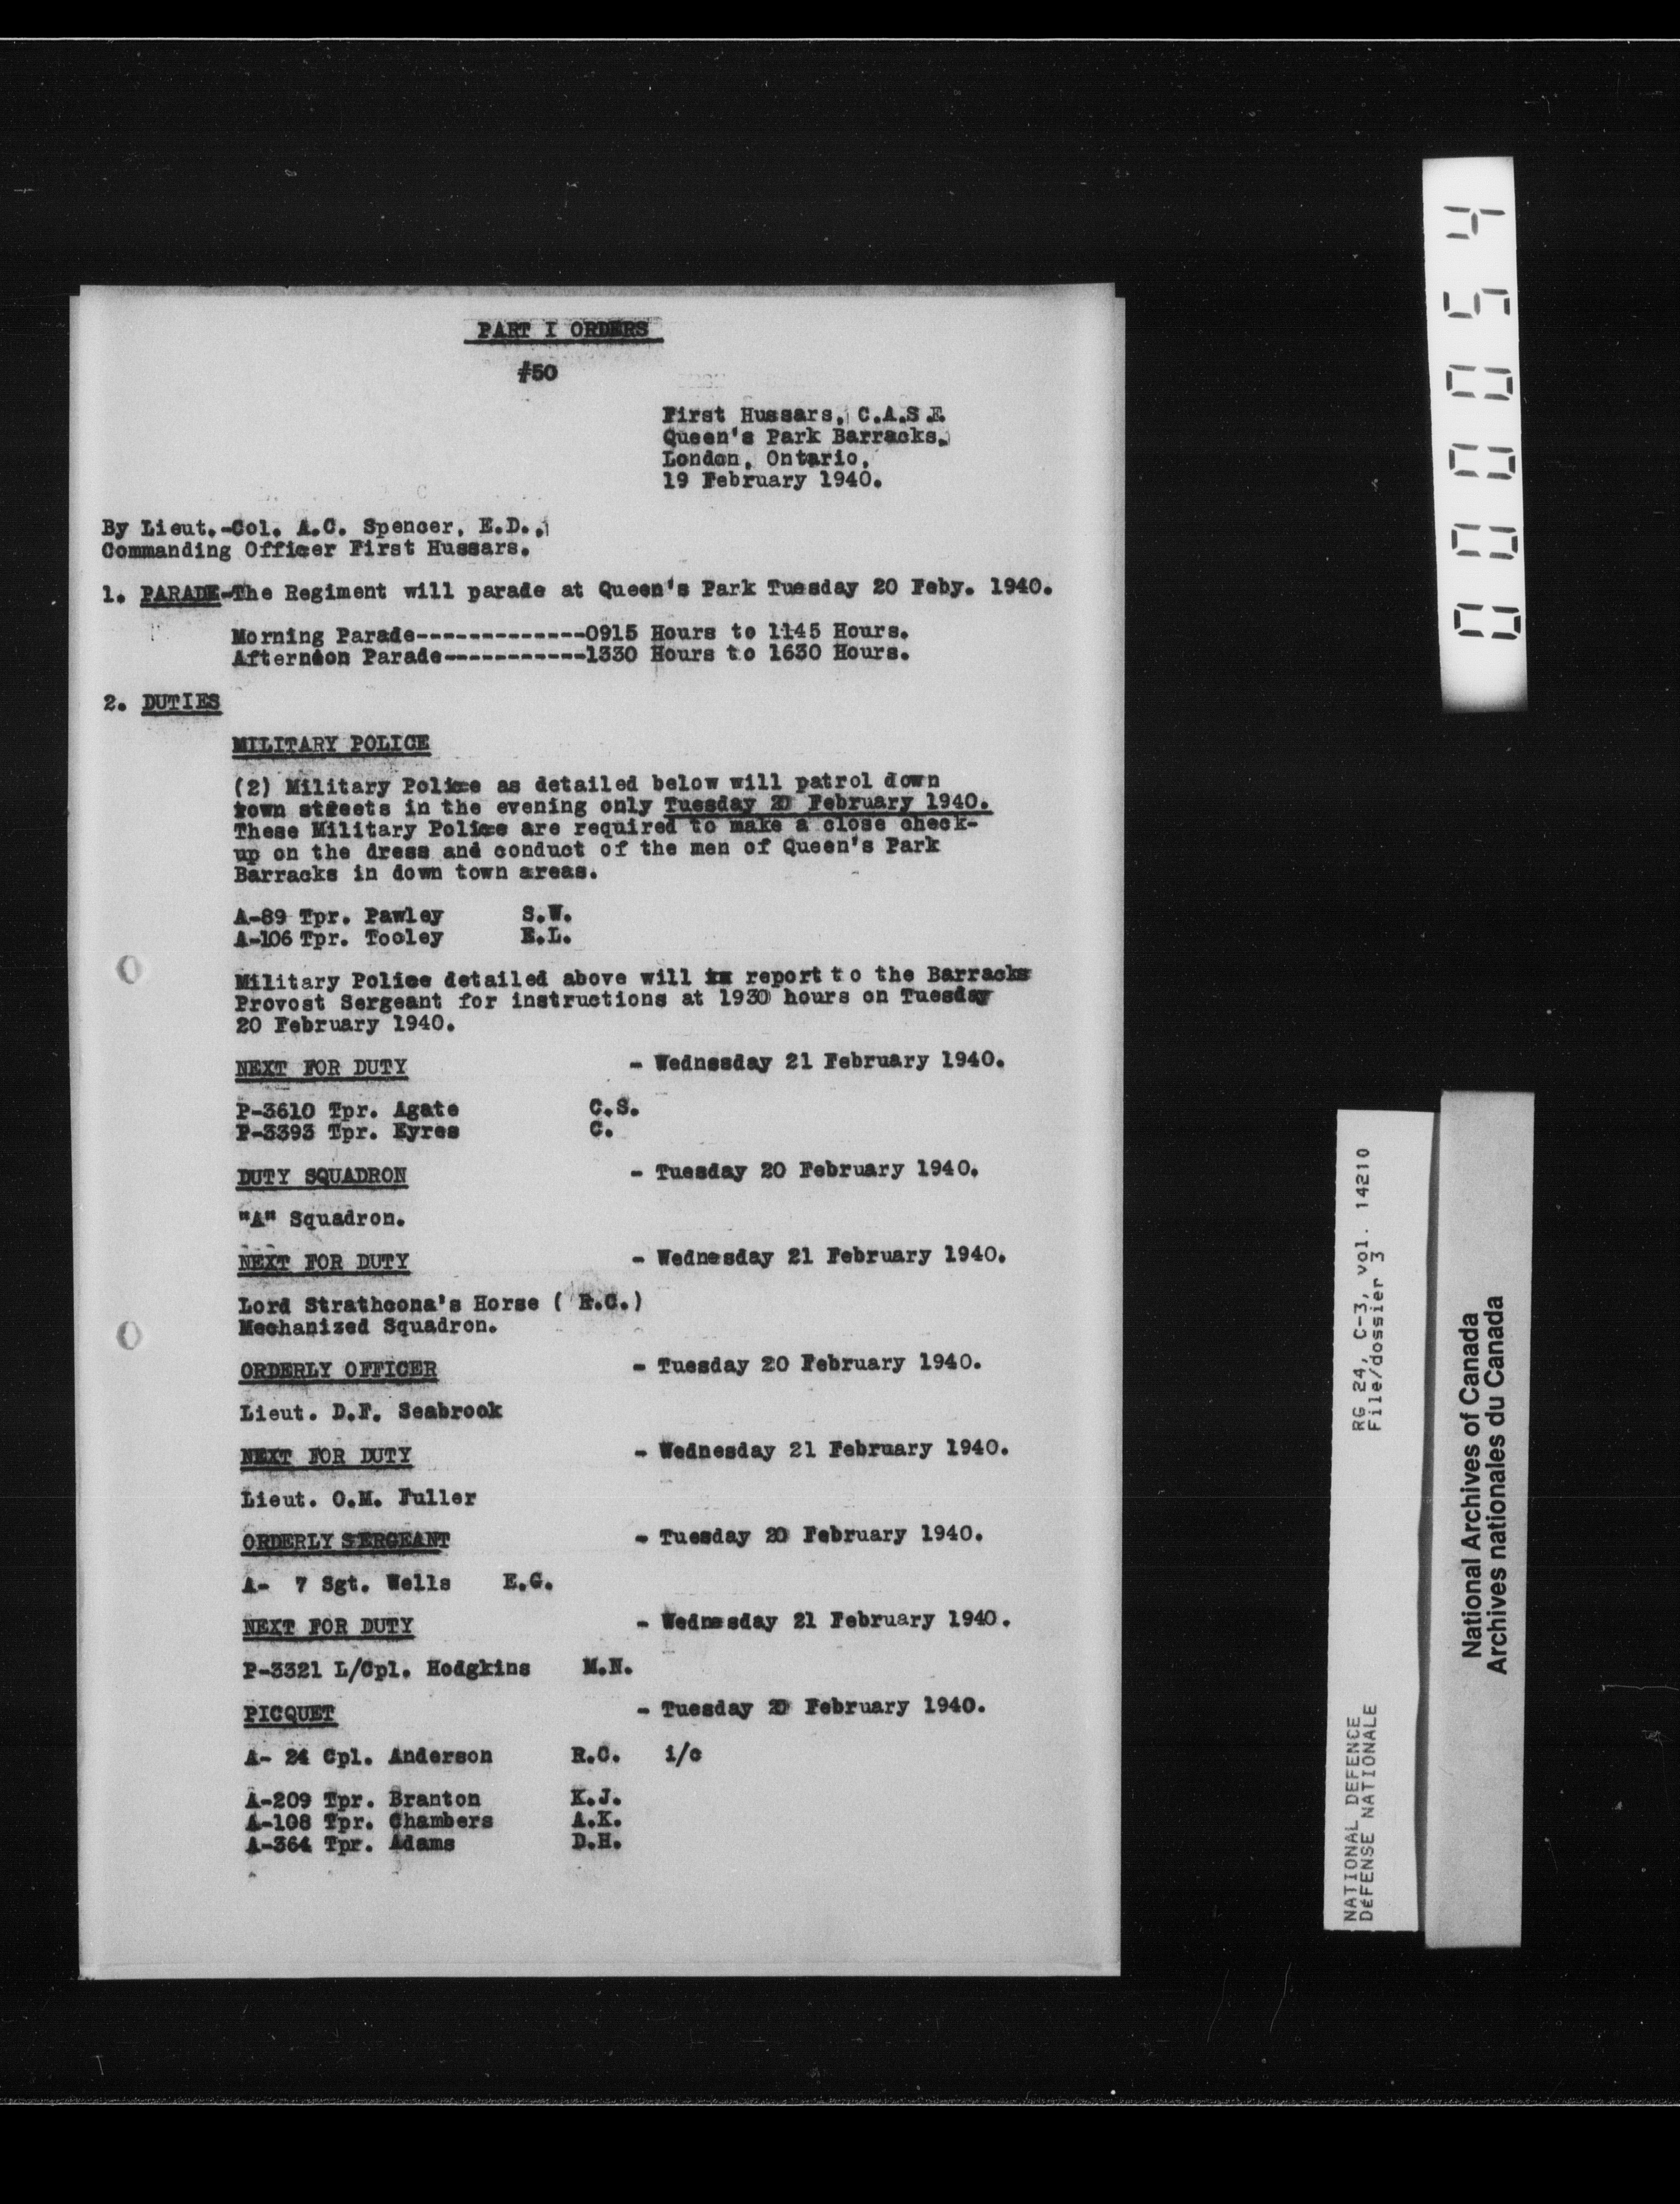 PART I ORDERS
#50
First Hussars, C.A.S.F.
Queen's Park Barracks,
London, Ontario,
19 February 1940.
By Lieut.-Col. A.C. Spencer, E.D.,
Commanding Officer First Hussars.
1. PARADE-The Regiment will parade at Queen's Park Tuesday 20 Feby. 1940.
Morning Parade-------------0915 Hours to 1145 Hours.
Afternoon Parade-----------1330 Hours to 1630 Hours.
2. DUTIES
MILITARY POLICE
(2) Military Police as detailed below will patrol down
town streets in the evening only Tuesday 20 February 1940.
These Military Police are required to make a close check-
up on the dress and conduct of the men of Queen's Park
Barracks in down town areas.
A-89 Tpr. Pawley S.W.
A-106 Tpr. Tooley E.L.
Military Police detailed above will report to the Barracks
Provost Sergeant for instructions at 1930 hours on Tuesday
20 February 1940.
NEXT FOR DUTY - Wednesday 21 February 1940.
P-3610 Tpr. Agate C.S.
P-3393 Tpr. Eyres C.
DUTY SQUADRON - Tuesday 20 February 1940.
"A" Squadron.
NEXT FOR DUTY - Wednesday 21 February 1940.
Lord Strathcona's Horse ( R.C.)
Mechanized Squadron.
ORDERLY OFFICER - Tuesday 20 February 1940.
Lieut. D.F. Seabrook
NEXT FOR DUTY - Wednesday 21 February 1940.
Lieut. O.M. Fuller
ORDERLY SERGEANT - Tuesday 20 February 1940.
A- 7 Sgt. Wells E.G.
NEXT FOR DUTY - Wednesday 21 February 1940.
P-3321 L/Cpl. Hodgkins M.N.
PICQUET - Tuesday 20 February 1940.
A- 24 Cpl. Anderson R.C. i/c
A-209 Tpr. Branton K.J.
A-108 Tpr. Chambers A.K.
A-364 Tpr. Adams D.H.
000054
RG 24, C-3, vol. 14210
File/dossier 3
NATIONAL DEFENCE
DÉFENSE NATIONALE
National Archives of Canada
Archives nationales du Canada